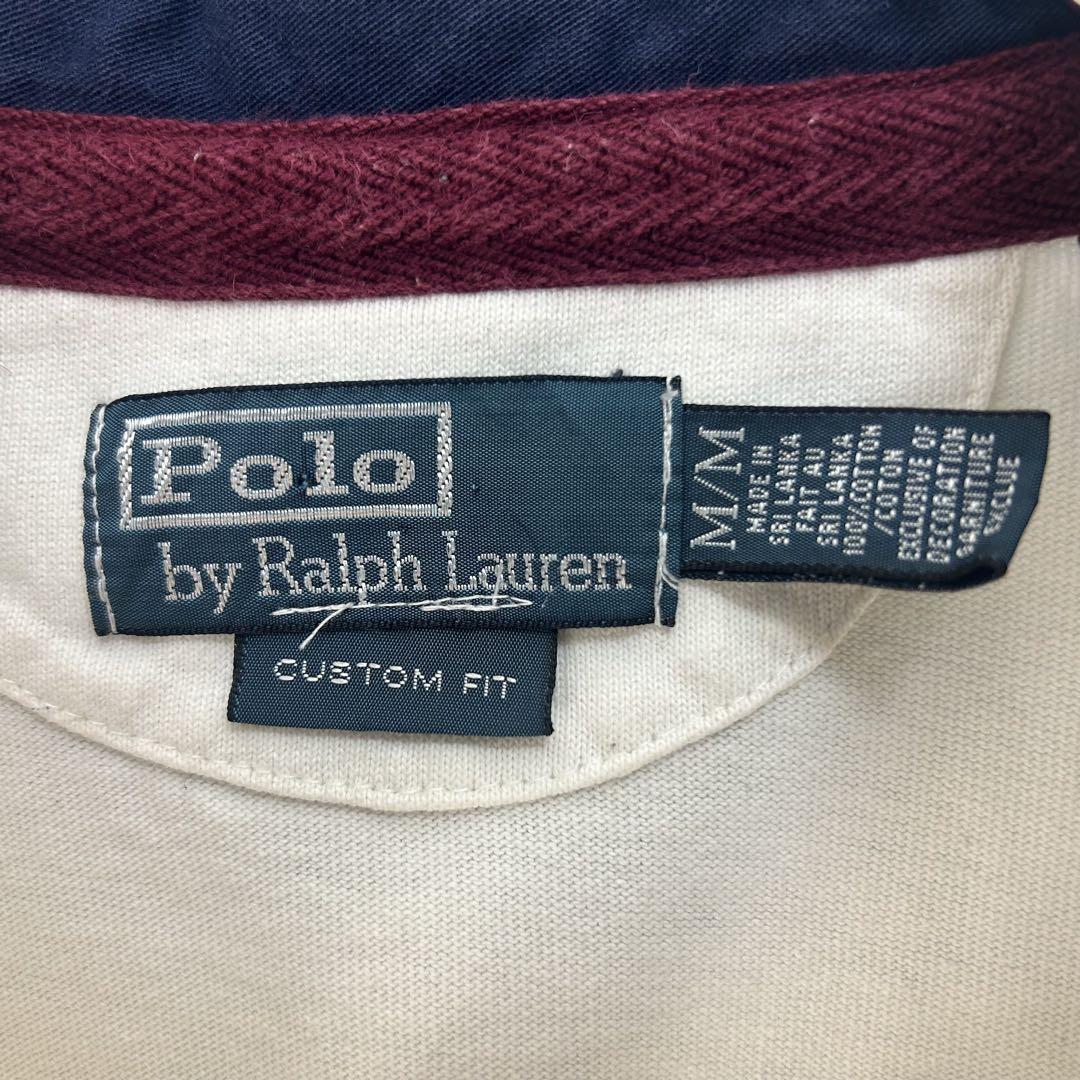 Polo
by Ralph Lauren
CUSTOM FIT
M/M
MADE IN
SRI LANKA
FAIT AU
SRI LANKA
100%COTTON
/COTON
EXCLUSIVE OF
DECORATION
GARNITURE
EXCLUE